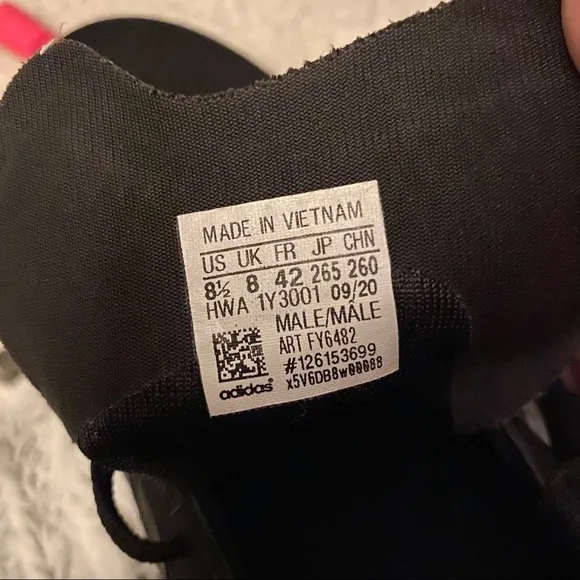 MADE IN VIETNAM
US UK FR JP CHN
8½ 8 42 265 260
HWA 1Y3001 09/20
MALE/MÂLE
ART FY6482
#126153699
x5V6DB8w00088
adidas®